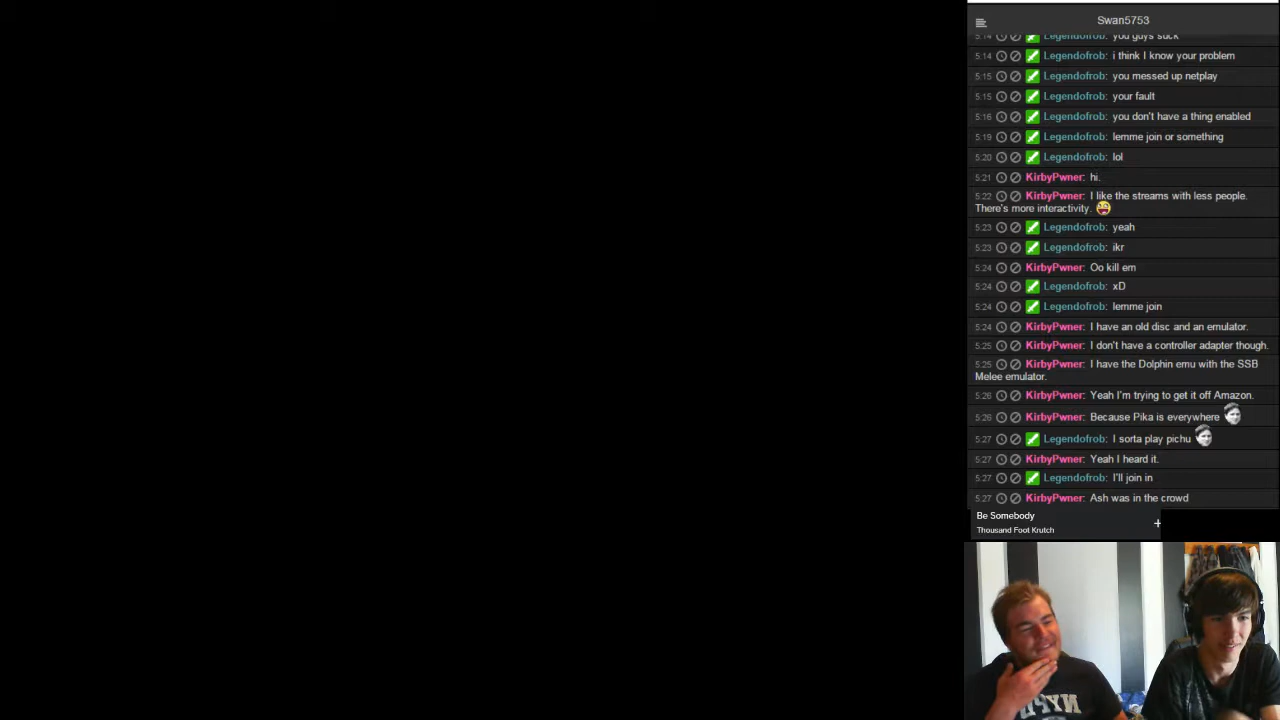 Swan5753
5:14 Legendofrob: you guys suck
5:14 Legendofrob: i think I know your problem
5:15 Legendofrob: you messed up netplay
5:15 Legendofrob: your fault
5:16 Legendofrob: you don't have a thing enabled
5:19 Legendofrob: lemme join or something
5:20 Legendofrob: lol
5:21 KirbyPwner: hi.
5:22 KirbyPwner: I like the streams with less people.
There's more interactivity.
5:23 Legendofrob: yeah
5:23 Legendofrob: ikr
5:24 KirbyPwner: Oo kill em
5:24 Legendofrob: xD
5:24 Legendofrob: lemme join
5:24 KirbyPwner: I have an old disc and an emulator.
5:25 KirbyPwner: I don't have a controller adapter though.
5:25 KirbyPwner: I have the Dolphin emu with the SSB
Melee emulator.
5:26 KirbyPwner: Yeah I'm trying to get it off Amazon.
5:26 KirbyPwner: Because Pika is everywhere
5:27 Legendofrob: I sorta play pichu
5:27 KirbyPwner: Yeah I heard it.
5:27 Legendofrob: I'll join in
5:27 KirbyPwner: Ash was in the crowd
Be Somebody
+
Thousand Foot Krutch